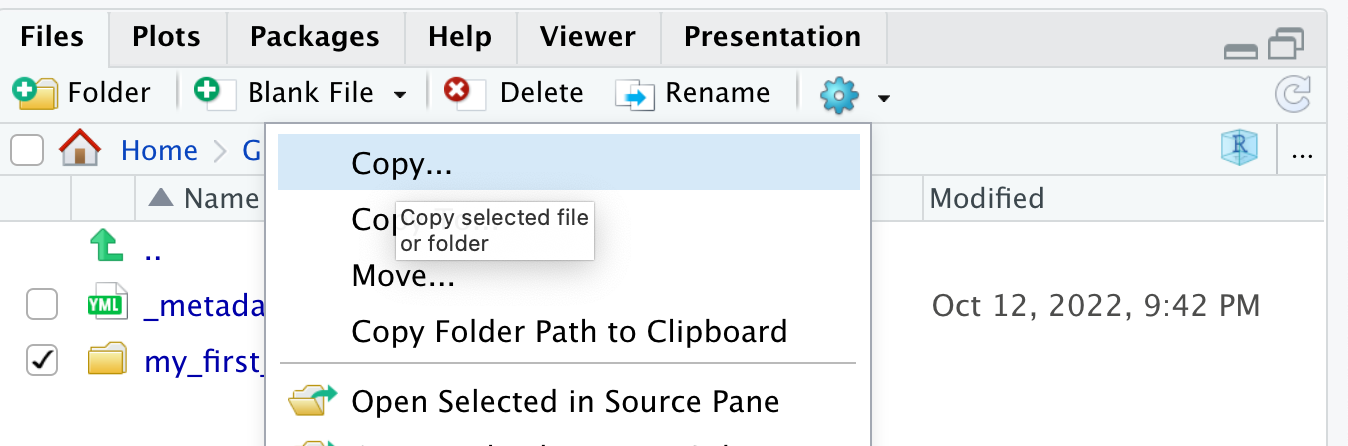 Files Plots Packages Help Viewer Presentation
Folder Blank File Delete Rename
Home G R ...
Name Modified
Copy...
Copy selected file
or folder
Move...
Copy Folder Path to Clipboard
..
YML _metada Oct 12, 2022, 9:42 PM
my_first_
Open Selected in Source Pane